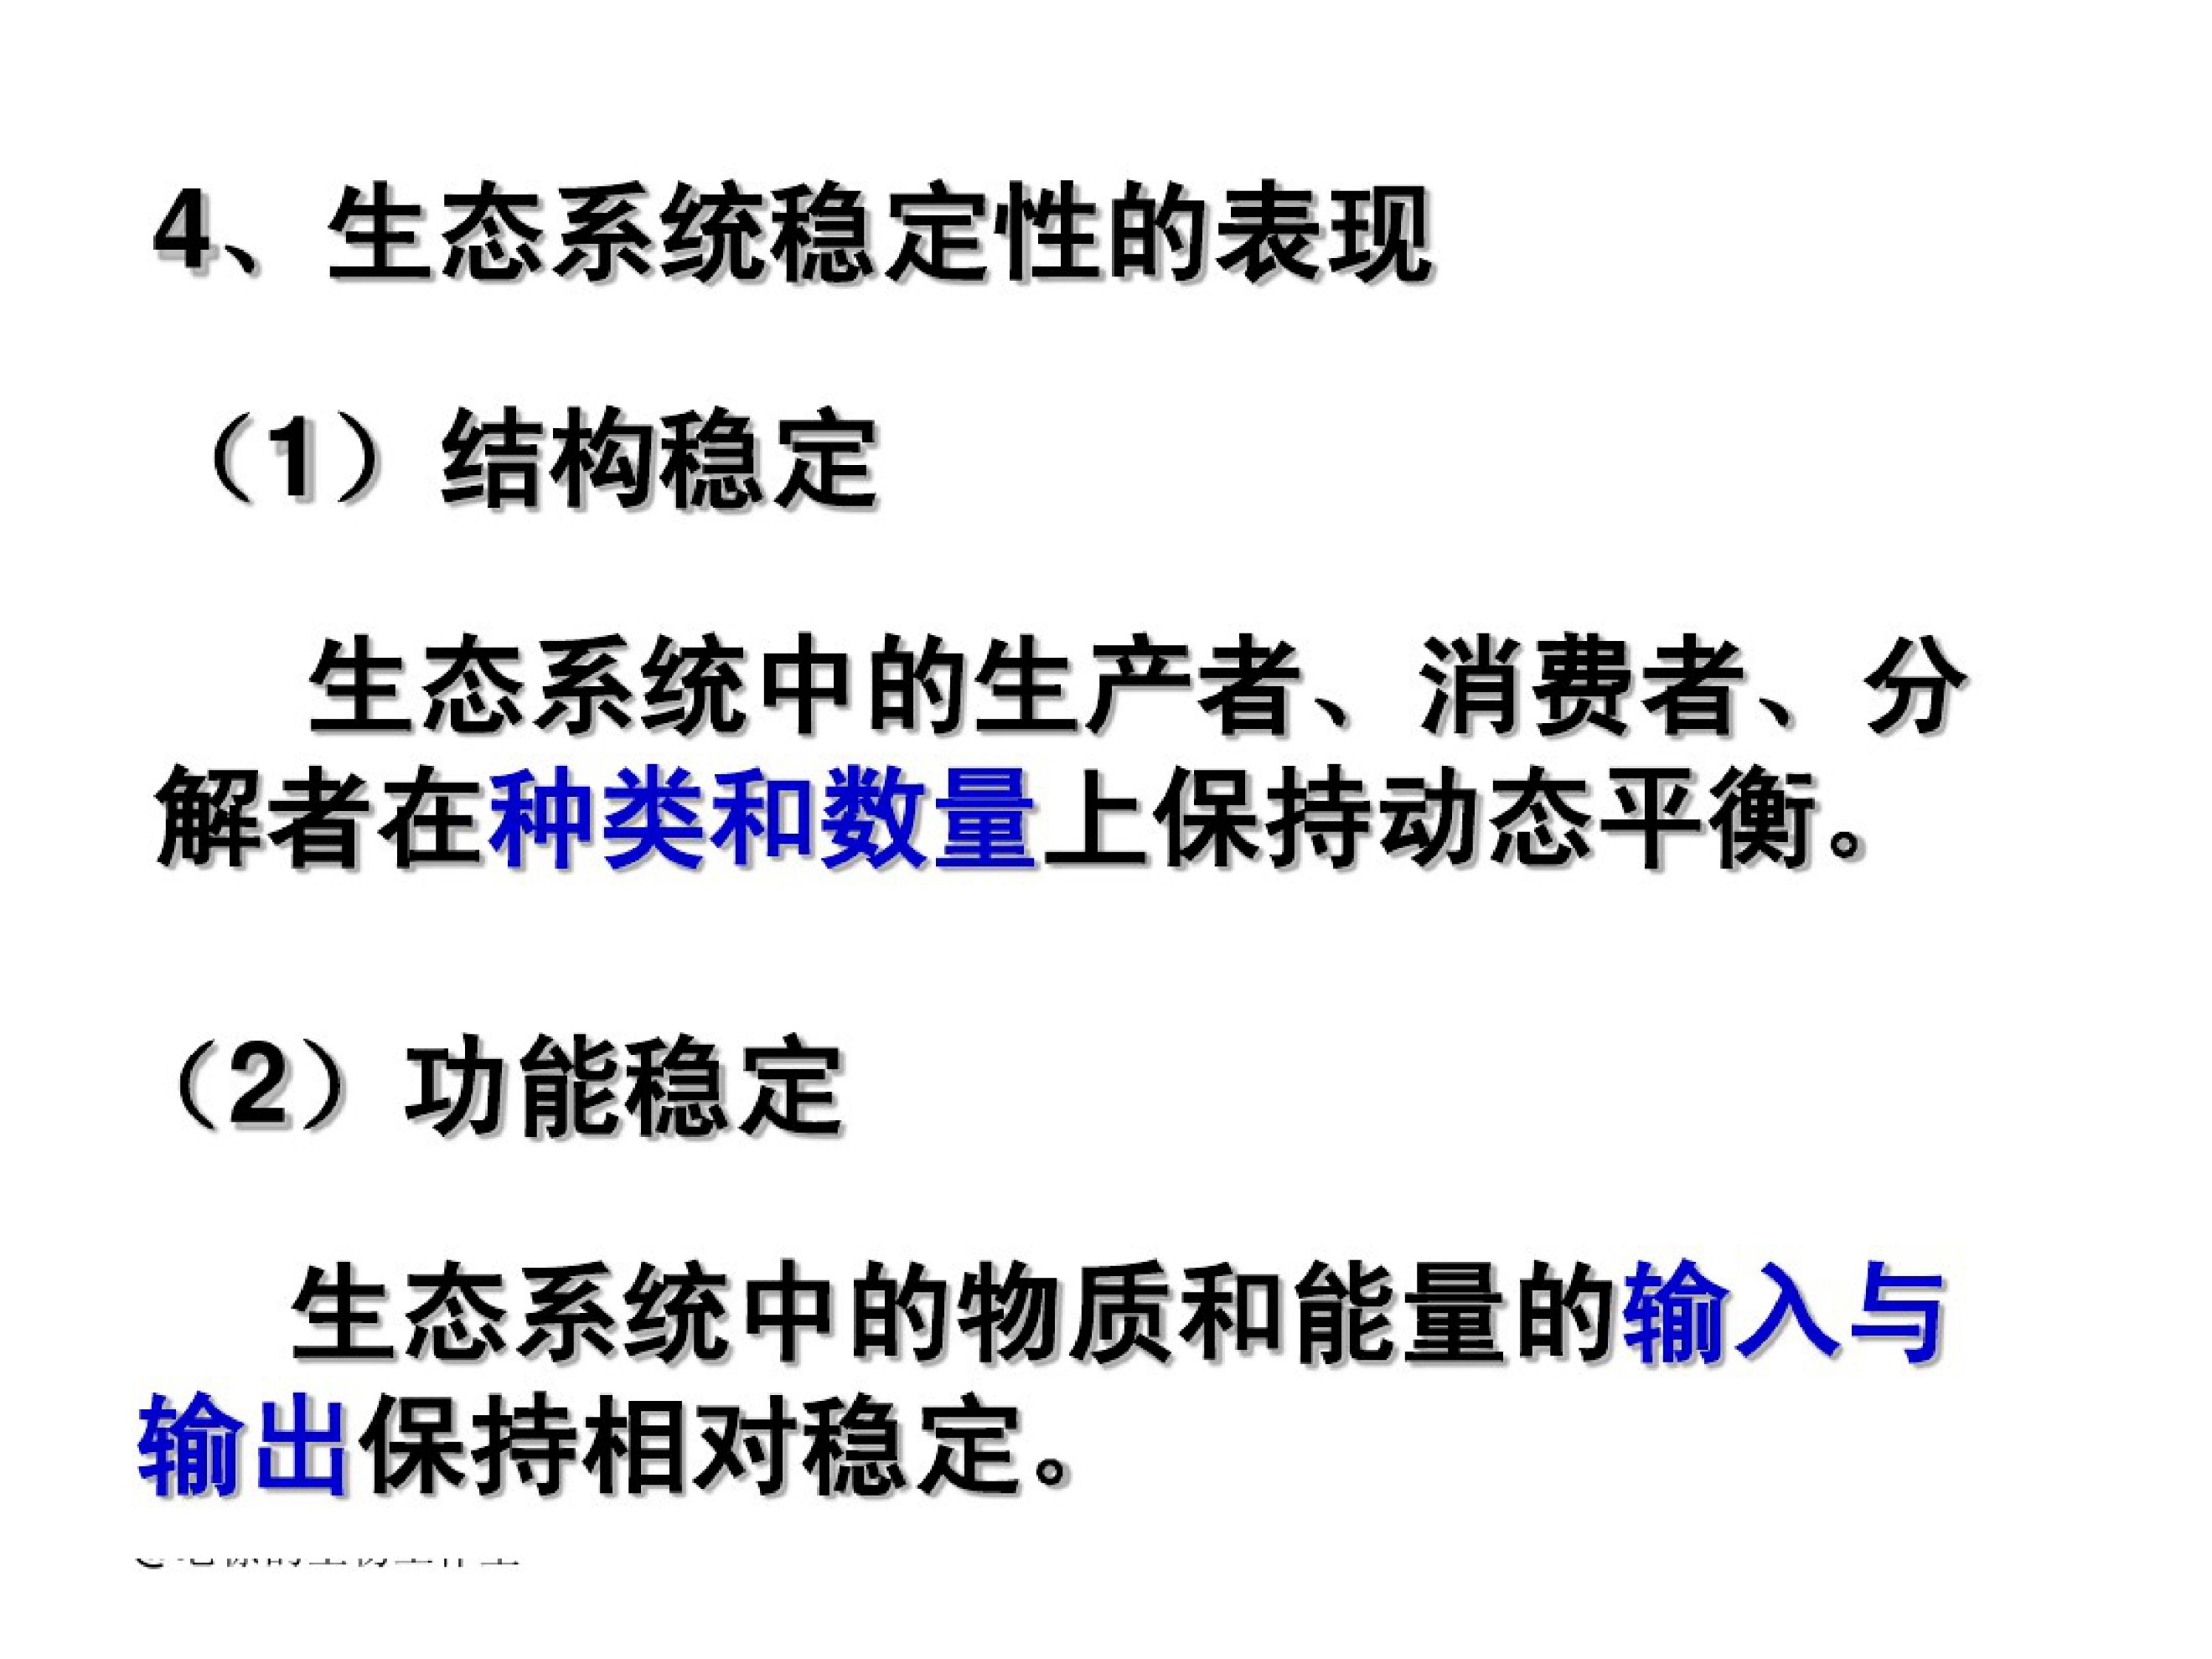 4、生态系统稳定性的表现
（1）结构稳定
生态系统中的生产者、消费者、分
解者在种类和数量上保持动态平衡。
（2）功能稳定
生态系统中的物质和能量的输入与
输出保持相对稳定。